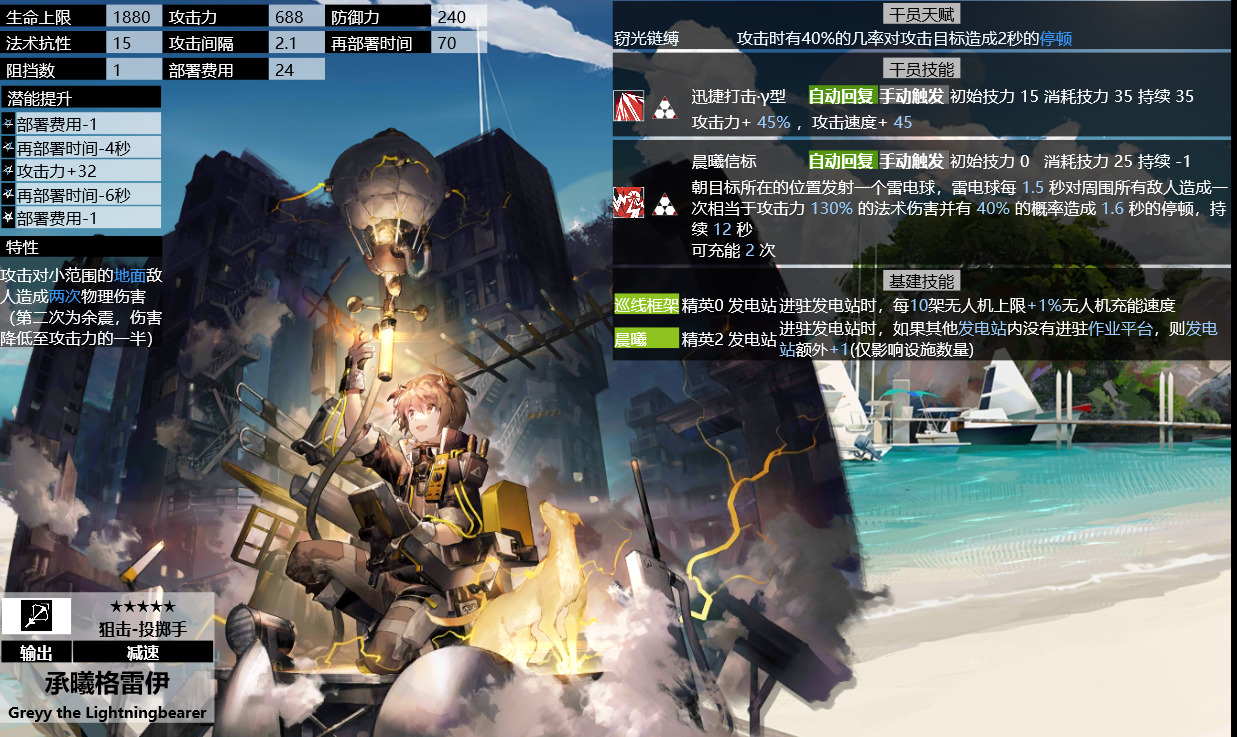 生命上限 1880 攻击力 688 防御力 240
法术抗性 15 攻击间隔 2.1 再部署时间 70
阻挡数 1 部署费用 24
潜能提升
部署费用-1
再部署时间-4秒
攻击力+32
再部署时间-6秒
部署费用-1
特性
攻击对小范围的地面敌
人造成两次物理伤害
（第二次为余震，伤害
降低至攻击力的一半）
★★★★★
狙击-投掷手
输出 减速
承曦格雷伊
Greyy the Lightningbearer
干员天赋
窃光链缚 攻击时有40%的几率对攻击目标造成2秒的停顿
干员技能
迅捷打击·γ型 自动回复 手动触发 初始技力 15 消耗技力 35 持续 35
攻击力+ 45% ，攻击速度+ 45
晨曦信标 自动回复 手动触发 初始技力 0 消耗技力 25 持续 -1
朝目标所在的位置发射一个雷电球，雷电球每 1.5 秒对周围所有敌人造成一
次相当于攻击力 130% 的法术伤害并有 40% 的概率造成 1.6 秒的停顿，持
续 12 秒
可充能 2 次
基建技能
巡线框架 精英0 发电站 进驻发电站时，每10架无人机上限+1%无人机充能速度
晨曦 精英2 发电站 进驻发电站时，如果其他发电站内没有进驻作业平台，则发电
站额外+1(仅影响设施数量)